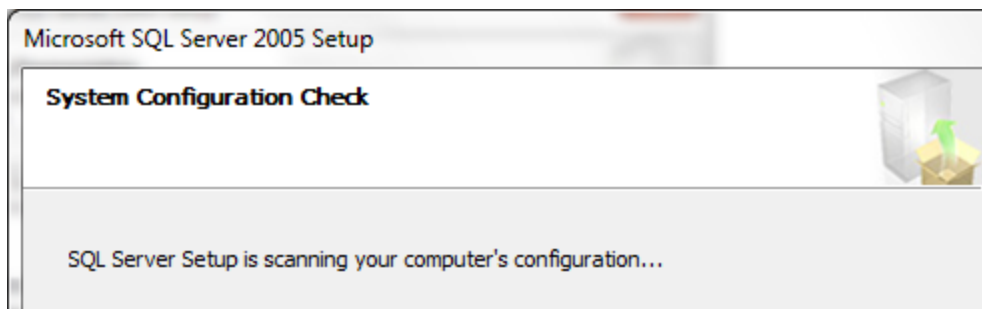 Microsoft SQL Server 2005 Setup
System Configuration Check
SQL Server Setup is scanning your computer's configuration...